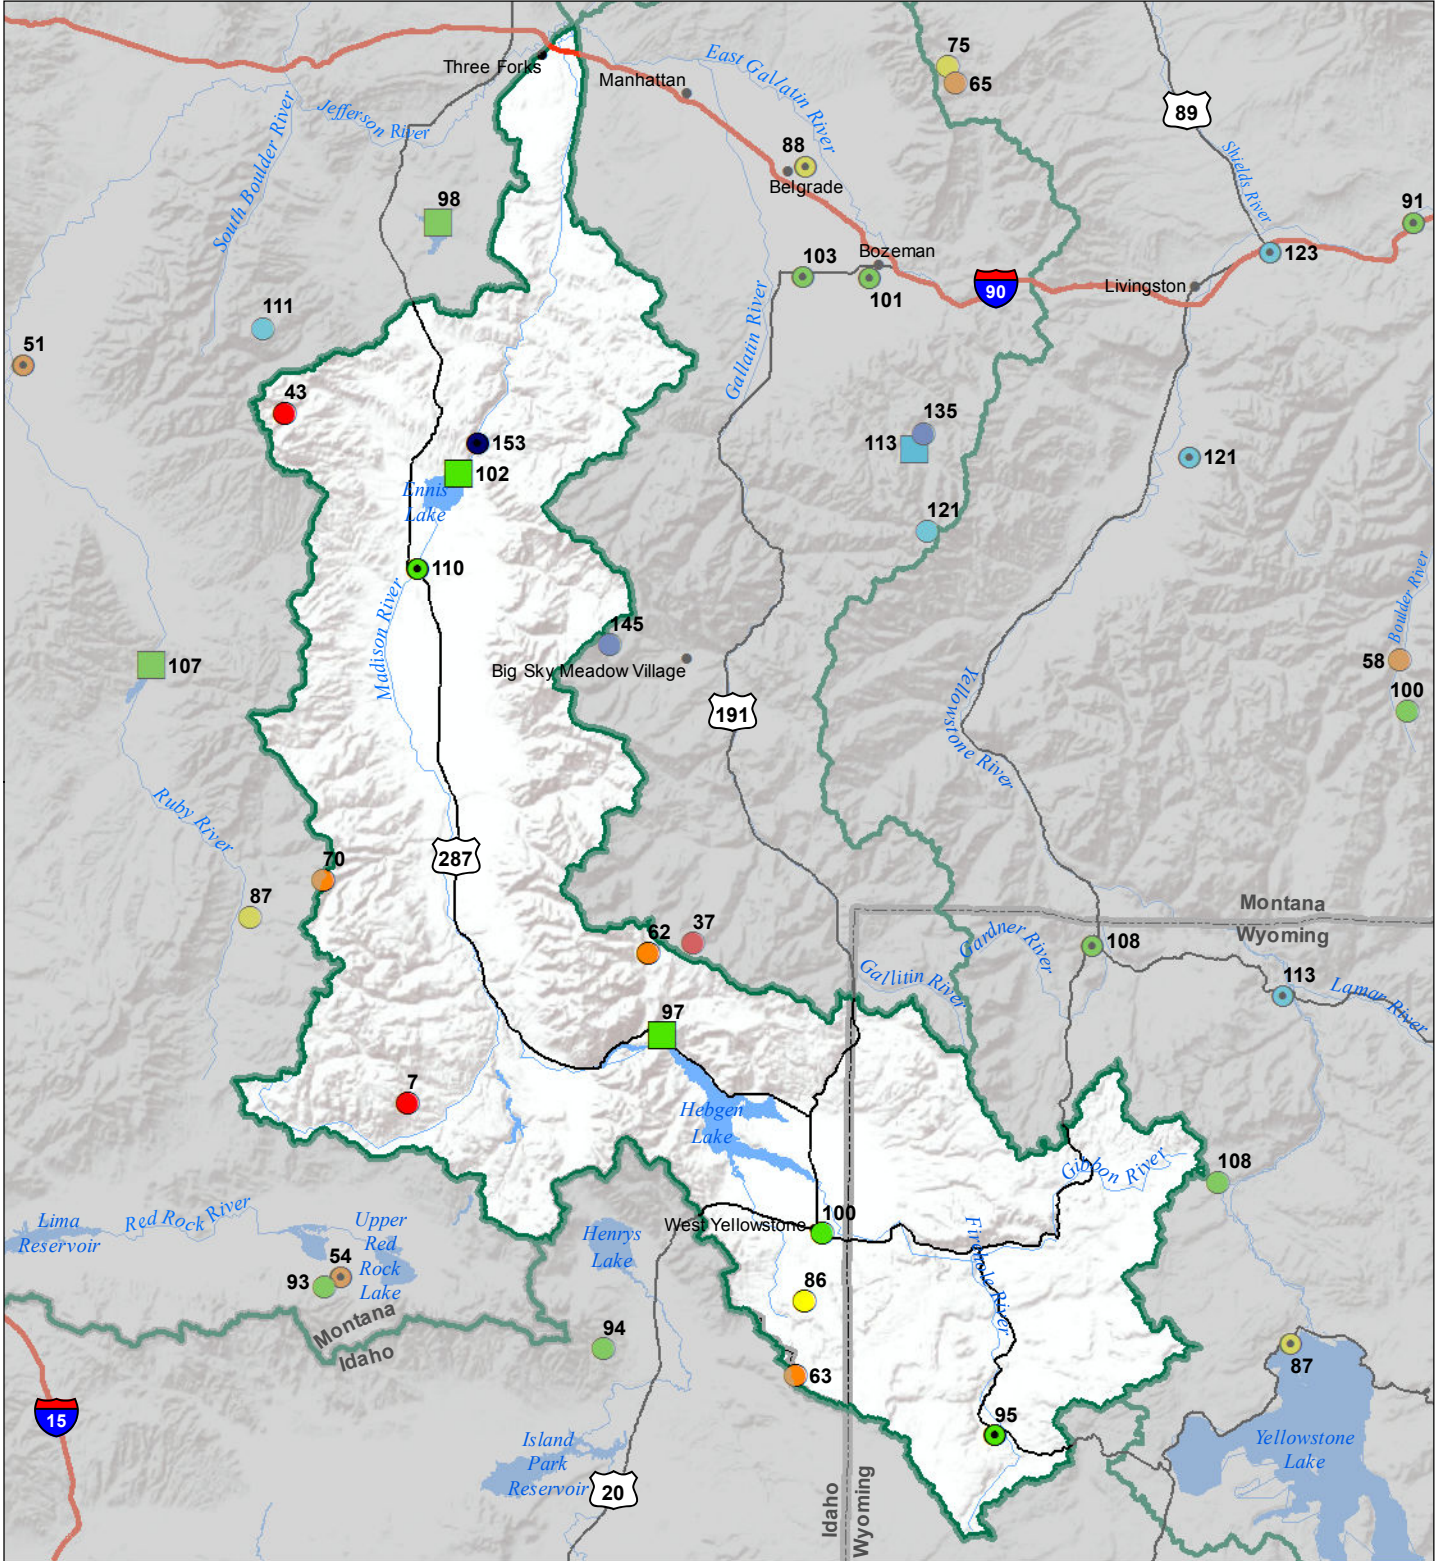 Three Forks
Manhattan
East Gallatin River
75
65
89
Jefferson River
South Boulder River
88
Belgrade
Shields River
98
91
103
Bozeman
101
123
90
Livingston
111
Gallatin River
51
43
135
153
113
102
121
Ennis
Lake
121
110
Madison River
Boulder River
145
58
107
Big Sky Meadow Village
100
191
Yellowstone River
Ruby River
287
70
87
Montana
Wyoming
62
37
Gardner River
108
Gallitin River
113
Lamar River
97
7
Hebgen
Lake
Gibbon River
108
Lima
Reservoir
Red Rock River
Upper
Red
Rock
Lake
Henrys
Lake
West Yellowstone
100
Firehole River
54
93
86
Montana
Idaho
94
87
63
15
95
Island
Park
Reservoir
20
Yellowstone
Lake
Idaho
Wyoming